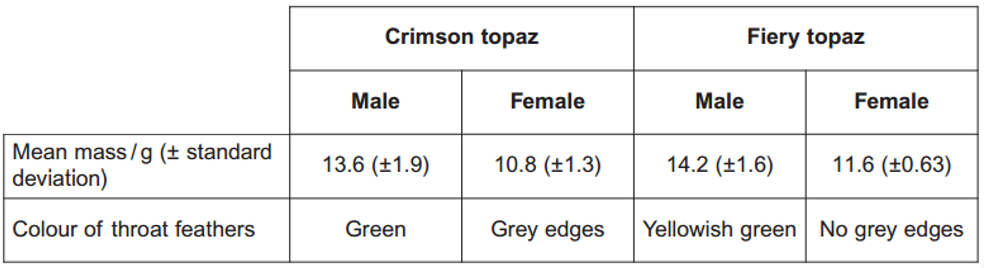 Crimson topaz Fiery topaz
Male Female Male Female
Mean mass / g (± standard
deviation) 13.6 (±1.9) 10.8 (±1.3) 14.2 (±1.6) 11.6 (±0.63)
Colour of throat feathers Green Grey edges Yellowish green No grey edges